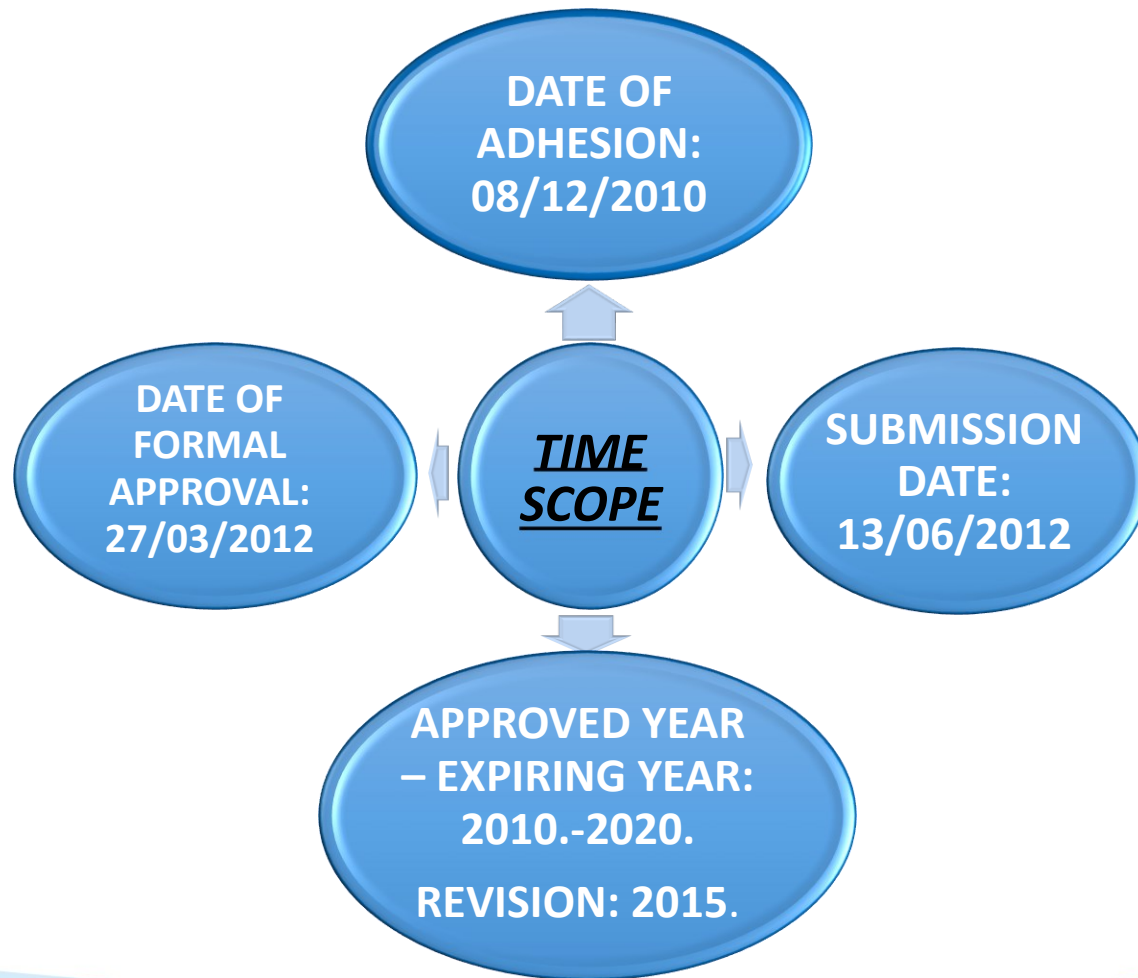 DATE OF
ADHESION:
08/12/2010
DATE OF
FORMAL
APPROVAL:
27/03/2012
TIME
SCOPE
SUBMISSION
DATE:
13/06/2012
APPROVED YEAR
– EXPIRING YEAR:
2010.-2020.
REVISION: 2015.